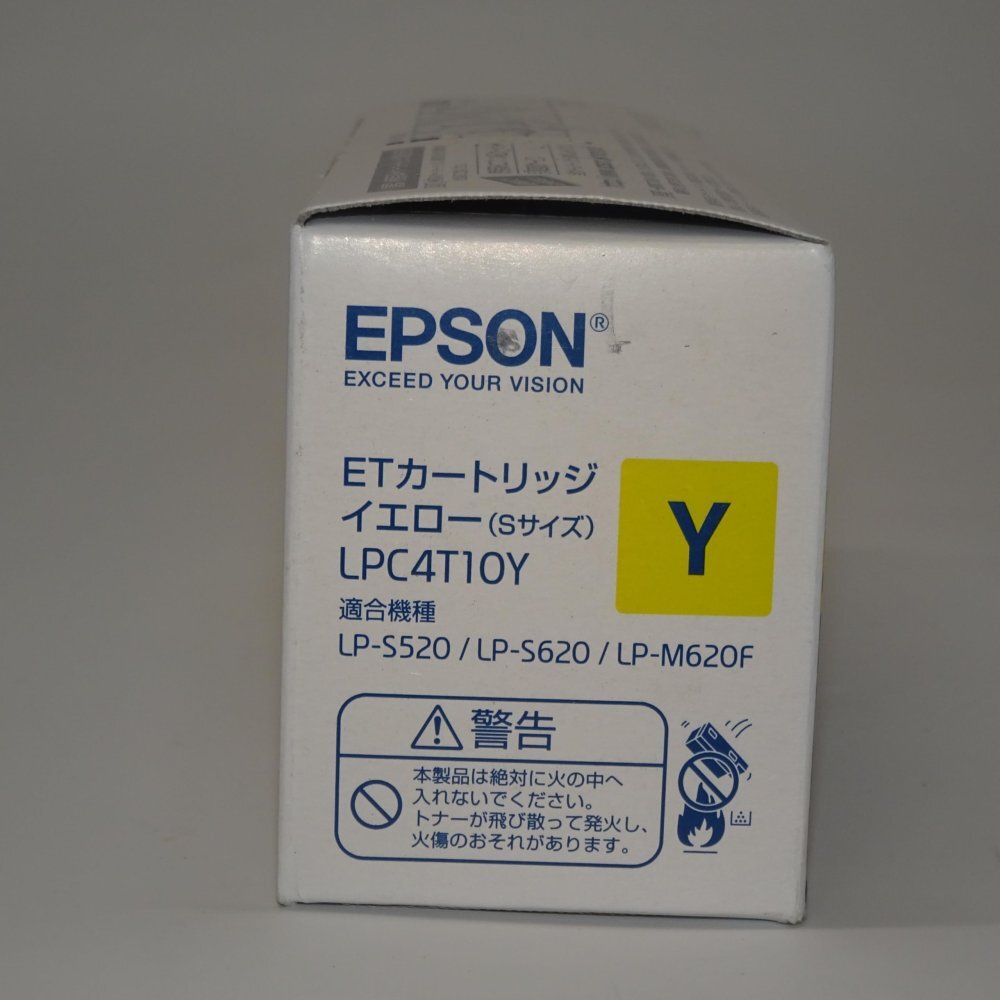 EPSON®
EXCEED YOUR VISION
ETカートリッジ
イエロー(Sサイズ)
Y
LPC4T10Y
適合機種
LP-S520 / LP-S620 / LP-M620F
警告
本製品は絶対に火の中へ
入れないでください。
トナーが飛び散って発火し、
火傷のおそれがあります。